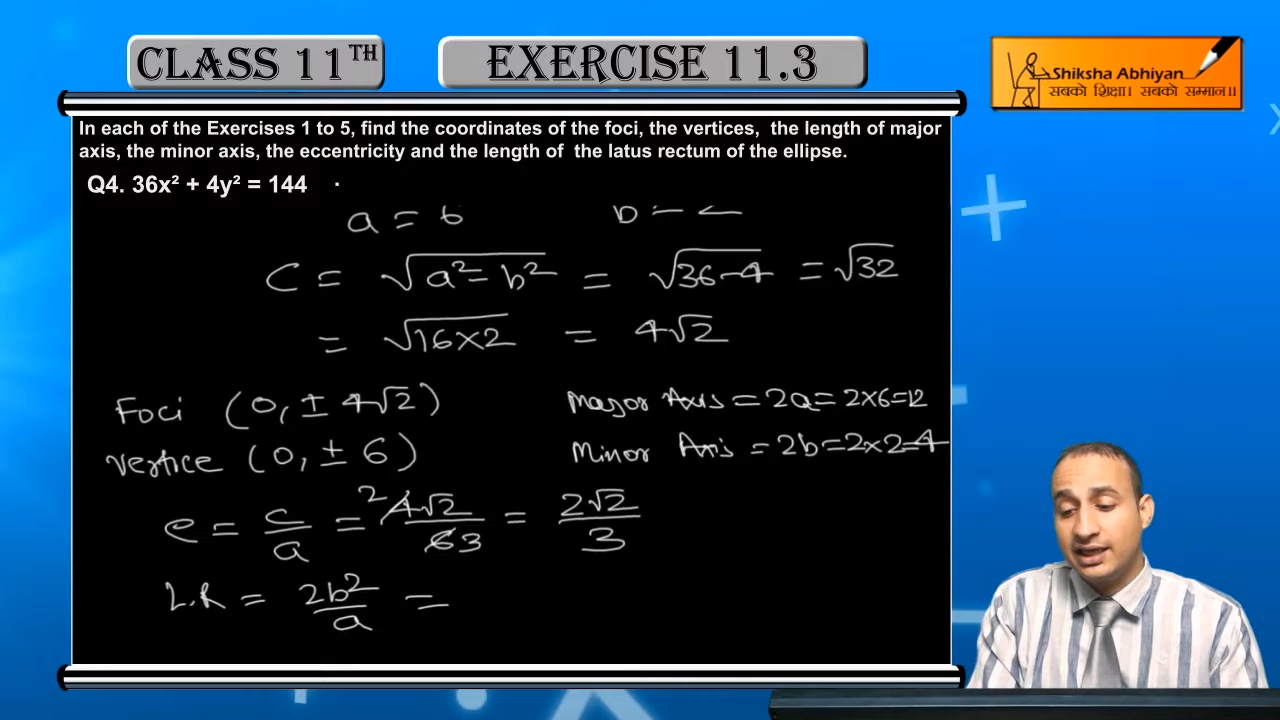 CLASS 11TH
EXERCISE 11.3
Shiksha Abhiyan
सबको शिक्षा। सबको सम्मान॥
In each of the Exercises 1 to 5, find the coordinates of the foci, the vertices, the length of major
axis, the minor axis, the eccentricity and the length of the latus rectum of the ellipse.
Q4. 36x² + 4y² = 144
a = 6
c = √(a² - b²) = √(36-4) = √32
= √(16×2) = 4√2
Foci (0, ± 4√2)
Major Axis = 2a = 2×6=12
Vertice (0, ± 6)
Minor Axis = 2b=2×2=4
e = c/a = 2 4√2/6 3 = 2√2/3
L.R = 2b²/a =